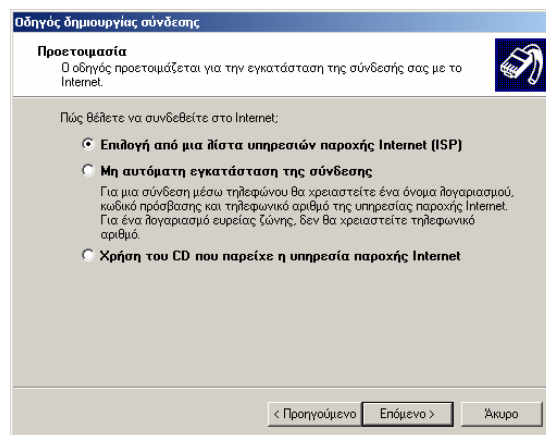 Οδηγός δημιουργίας σύνδεσης
Προετοιμασία
Ο οδηγός προετοιμάζεται για την εγκατάσταση της σύνδεσής σας με το
Internet.
Πώς θέλετε να συνδεθείτε στο Internet;
Επιλογή από μια λίστα υπηρεσιών παροχής Internet (ISP)
Μη αυτόματη εγκατάσταση της σύνδεσης
Για μια σύνδεση μέσω τηλεφώνου θα χρειαστείτε ένα όνομα λογαριασμού,
κωδικό πρόσβασης και τηλεφωνικό αριθμό της υπηρεσίας παροχής Internet.
Για ένα λογαριασμό ευρείας ζώνης, δεν θα χρειαστείτε τηλεφωνικό
αριθμό.
Χρήση του CD που παρείχε η υπηρεσία παροχής Internet
< Προηγούμενο Επόμενο > Άκυρο